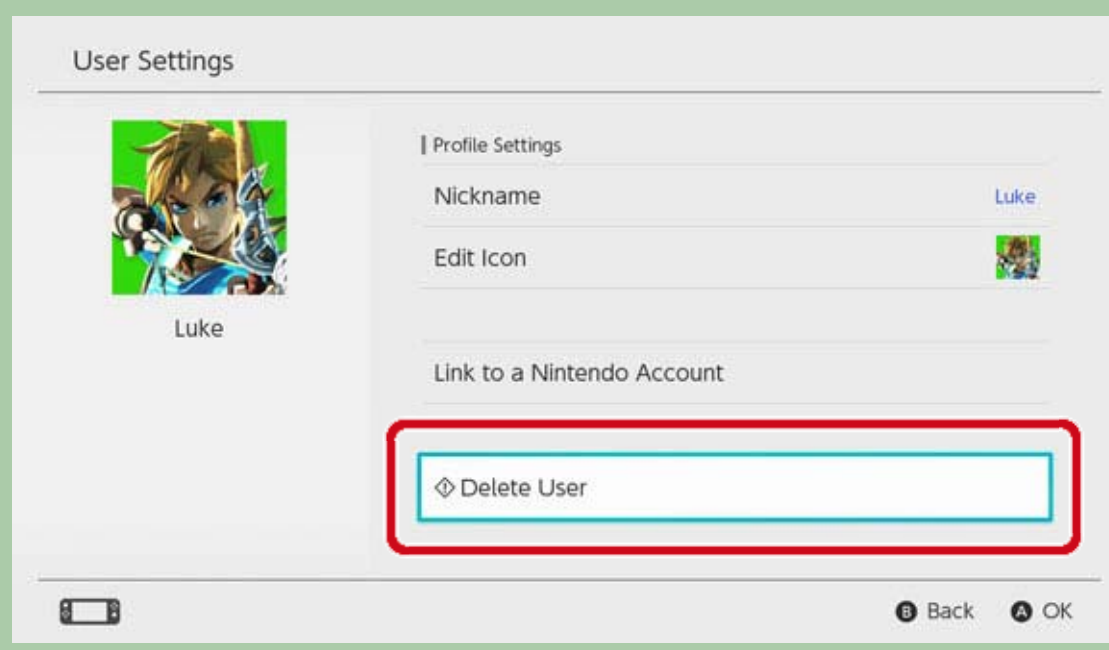 User Settings
Profile Settings
Nickname
Luke
Edit Icon
Luke
Link to a Nintendo Account
Delete User
B Back A OK